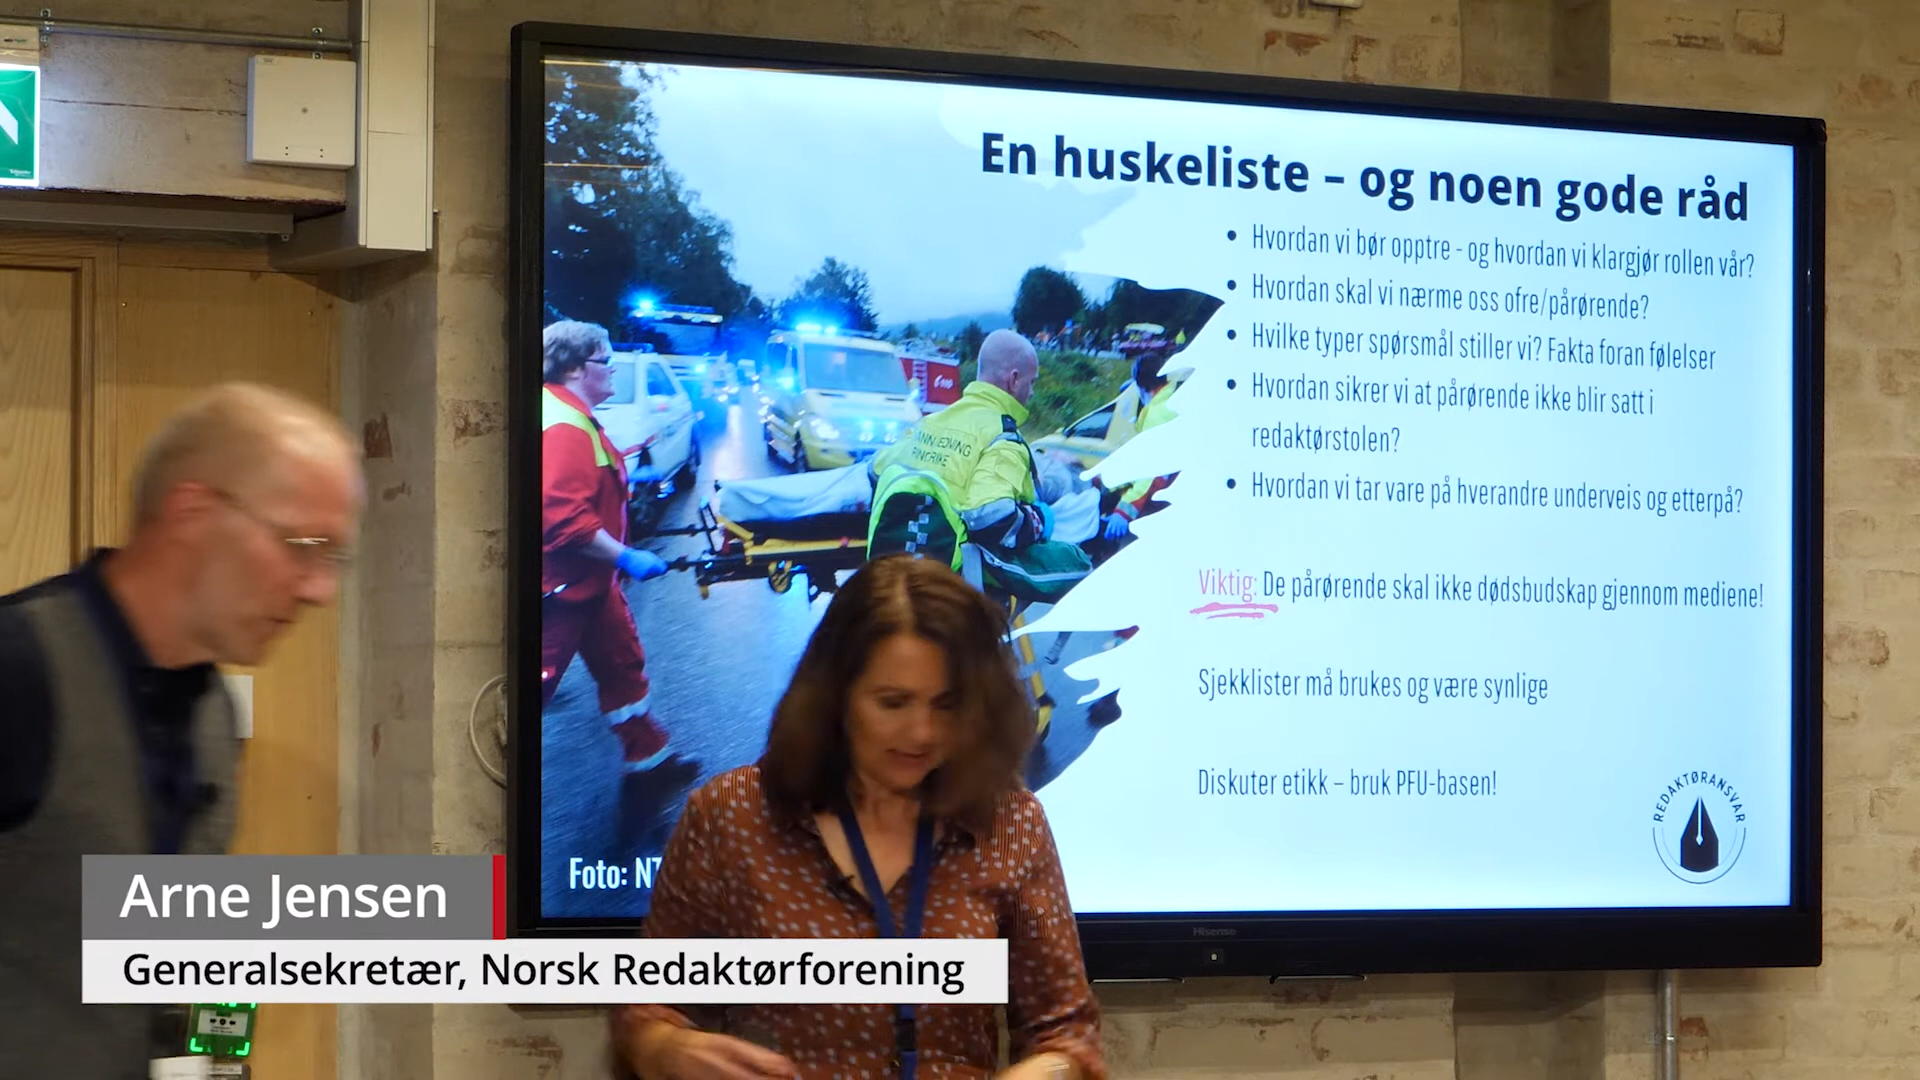 En huskeliste – og noen gode råd
Hvordan vi bør opptre - og hvordan vi klargjør rollen vår?
Hvordan skal vi nærme oss ofre/pårørende?
Hvilke typer spørsmål stiller vi? Fakta foran følelser
Hvordan sikrer vi at pårørende ikke blir satt i
redaktørstolen?
Hvordan vi tar vare på hverandre underveis og etterpå?
Viktig: De pårørende skal ikke dødsbudskap gjennom mediene!
Sjekklister må brukes og være synlige
Diskuter etikk – bruk PFU-basen!
REDAKTØRANSVAR
Foto: NT
Hisense
Arne Jensen
Generalsekretær, Norsk Redaktørforening